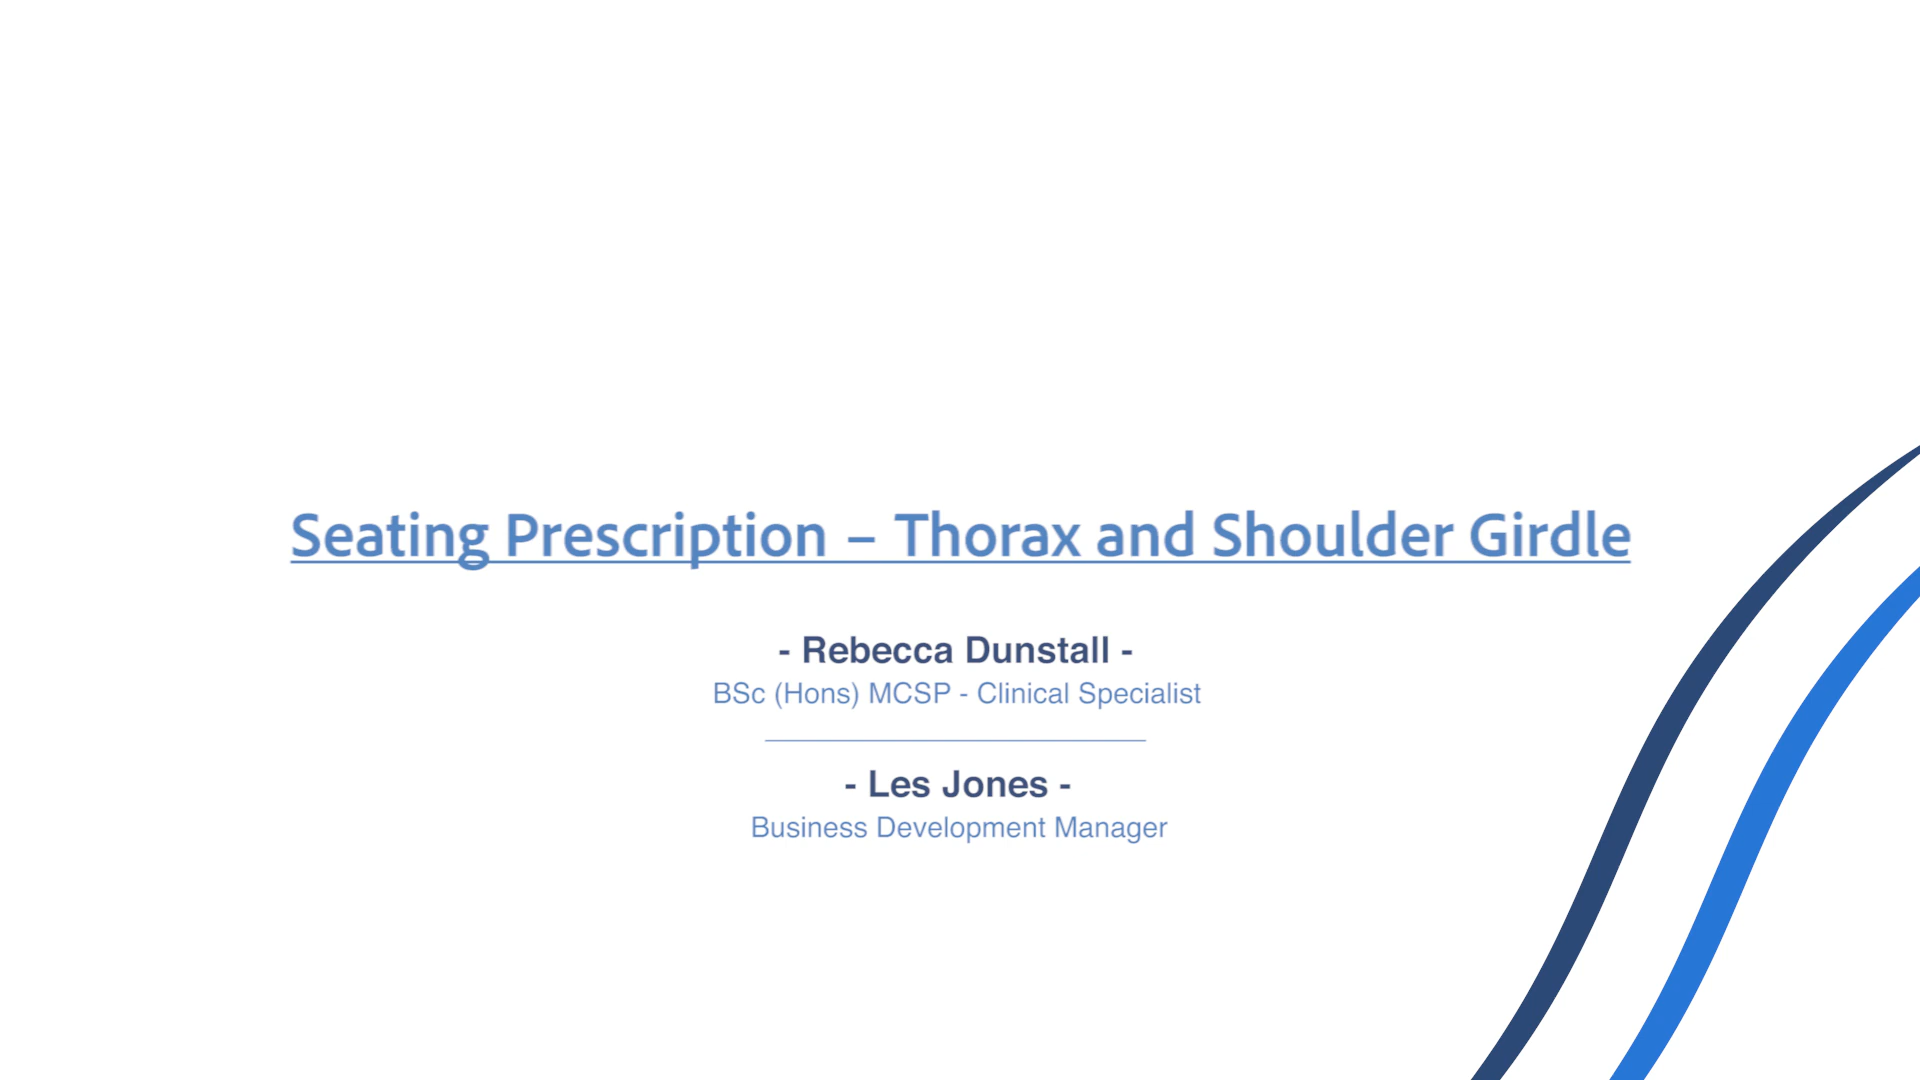 Seating Prescription – Thorax and Shoulder Girdle
- Rebecca Dunstall -
BSc (Hons) MCSP - Clinical Specialist
- Les Jones -
Business Development Manager